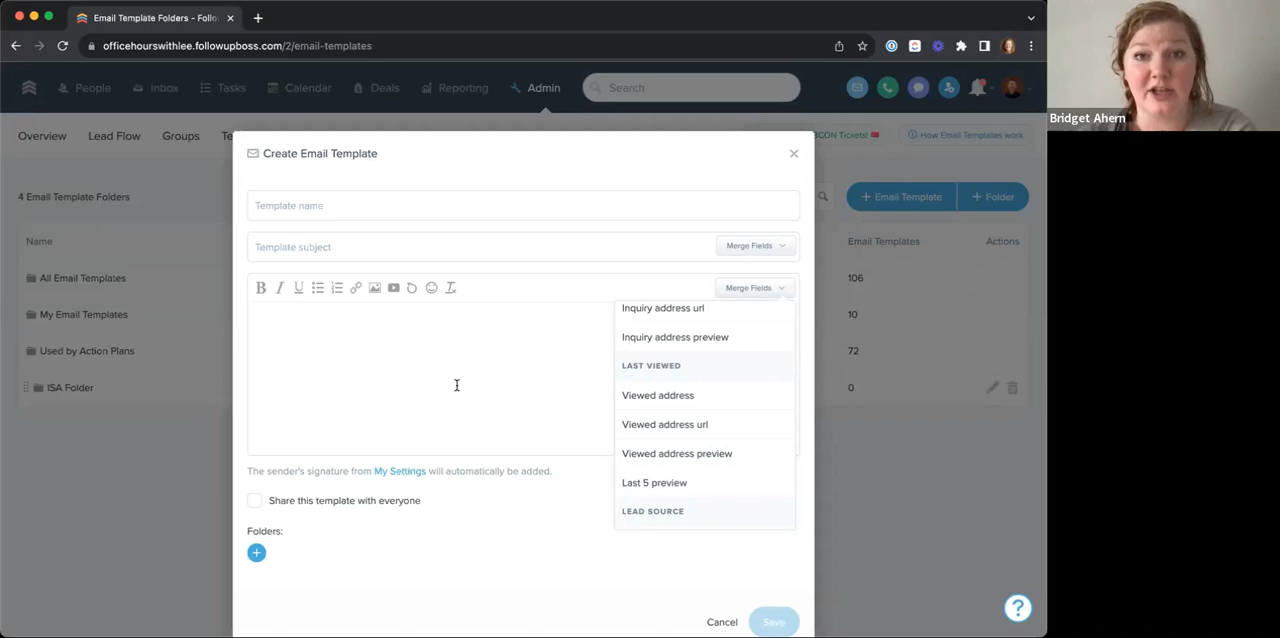 Email Template Folders - Follo
officehourswithlee.followupboss.com/2/email-templates
People
Inbox
Tasks
Calendar
Deals
Reporting
Admin
Search
Bridget Ahern
Overview
Lead Flow
Groups
Te
CON Tickets!
How Email Templates work
Create Email Template
4 Email Template Folders
+ Email Template
+ Folder
Template name
Name
Email Templates
Actions
Template subject
Merge Fields
All Email Templates
106
B I U
Merge Fields
My Email Templates
10
Used by Action Plans
72
ISA Folder
0
Inquiry address url
Inquiry address preview
LAST VIEWED
Viewed address
Viewed address url
Viewed address preview
Last 5 preview
LEAD SOURCE
The sender's signature from My Settings will automatically be added.
Share this template with everyone
Folders:
+
Cancel
Save
?